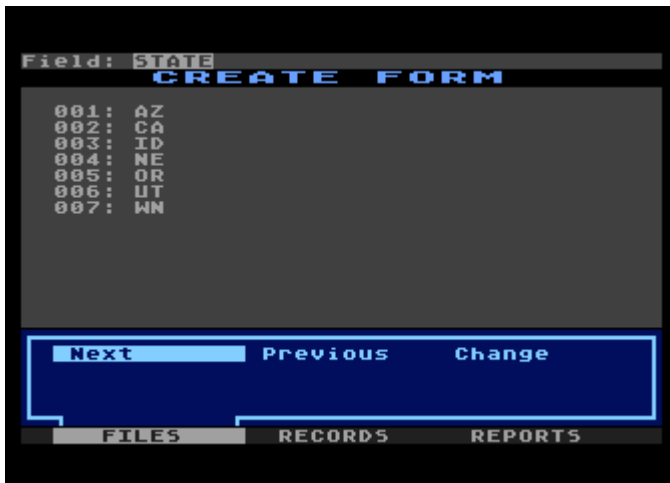 Field: STATE
CREATE FORM
001: AZ
002: CA
003: ID
004: NE
005: OR
006: UT
007: WN
Next Previous Change
FILES RECORDS REPORTS